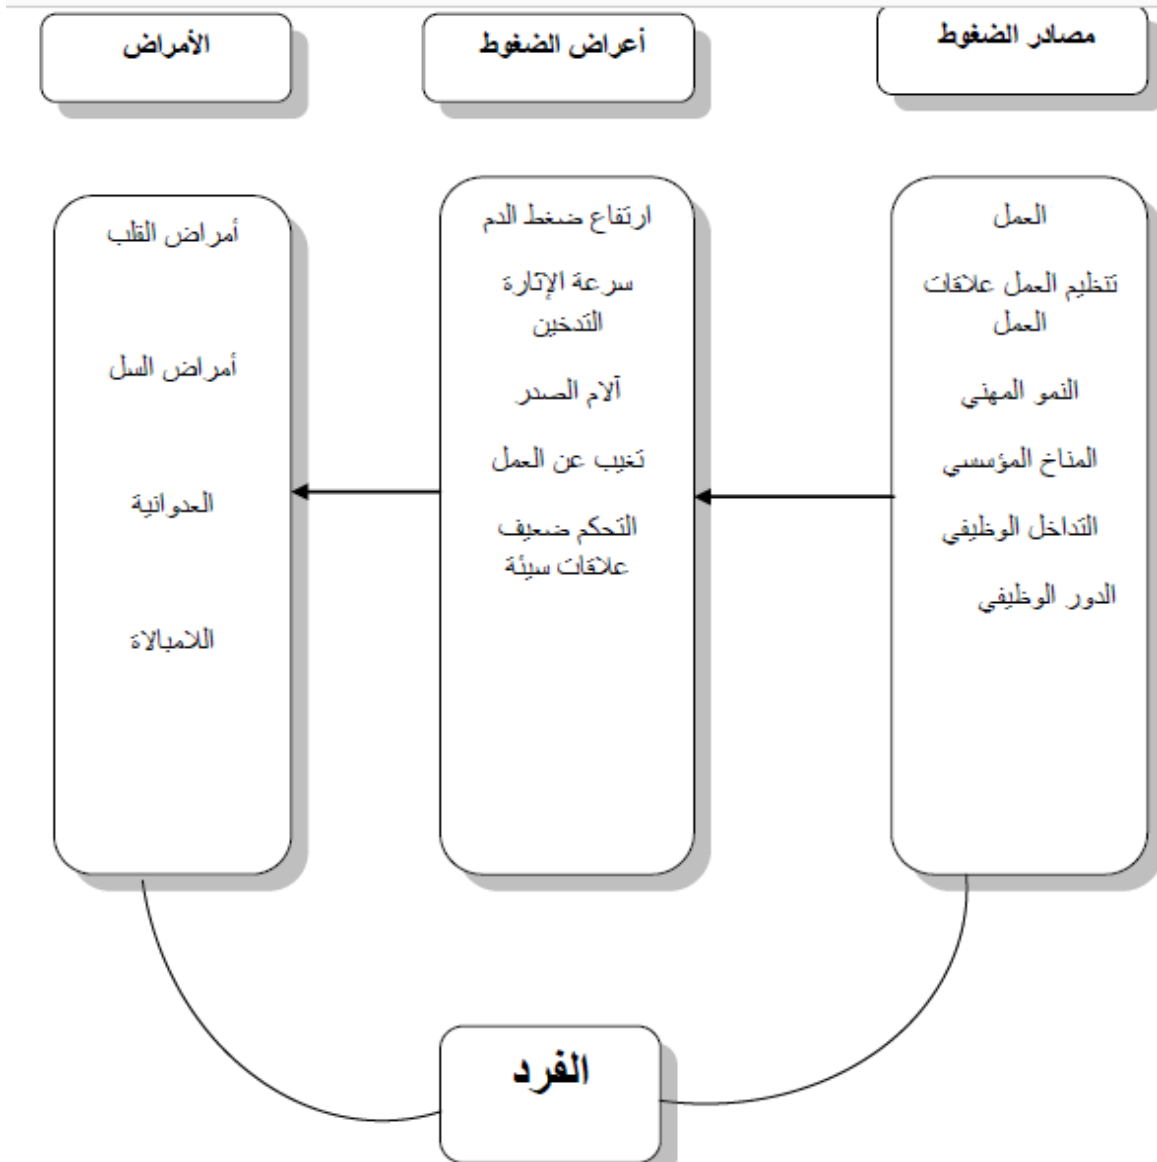 مصادر الضغوط
أعراض الضغوط
الأمراض
العمل
تنظيم العمل علاقات
العمل
النمو المهني
المناخ المؤسسي
التداخل الوظيفي
الدور الوظيفي
ارتفاع ضغط الدم
سرعة الإثارة
التدخين
آلام الصدر
تغيب عن العمل
التحكم ضعيف
علاقات سيئة
أمراض القلب
أمراض السل
العدوانية
اللامبالاة
الفرد